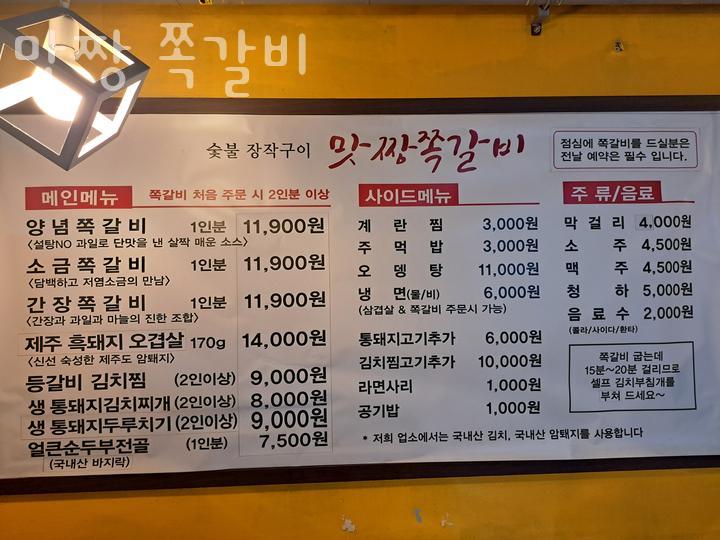 맛짱 쪽갈비
숯불 장작구이 맛짱쪽갈비
점심에 쪽갈비를 드실분은
전날 예약은 필수 입니다.
메인메뉴 쪽갈비 처음 주문 시 2인분 이상
양념쪽갈비 1인분 11,900원
<설탕NO 과일로 단맛을 낸 살짝 매운 소스>
소금쪽갈비 1인분 11,900원
<담백하고 저염소금의 만남>
간장쪽갈비 1인분 11,900원
<간장과 과일과 마늘의 진한 조합>
제주 흑돼지 오겹살 170g 14,000원
<신선 숙성한 제주도 암퇘지>
등갈비 김치찜 (2인이상) 9,000원
생 통돼지김치찌개 (2인이상) 8,000원
생 통돼지두루치기 (2인이상) 9,000원
얼큰순두부전골 (1인분) 7,500원
(국내산 바지락)
사이드메뉴
계란찜 3,000원
주먹밥 3,000원
오뎅탕 11,000원
냉면(물/비) 6,000원
(삼겹살 & 쪽갈비 주문시 가능)
통돼지고기추가 6,000원
김치찜고기추가 10,000원
라면사리 1,000원
공기밥 1,000원
* 저희 업소에서는 국내산 김치, 국내산 암퇘지를 사용합니다
주류/음료
막걸리 4,000원
소주 4,500원
맥주 4,500원
청하 5,000원
음료수 2,000원
(콜라/사이다/환타)
쪽갈비 굽는데
15분~20분 걸리므로
셀프 김치부침개를
부쳐 드세요~